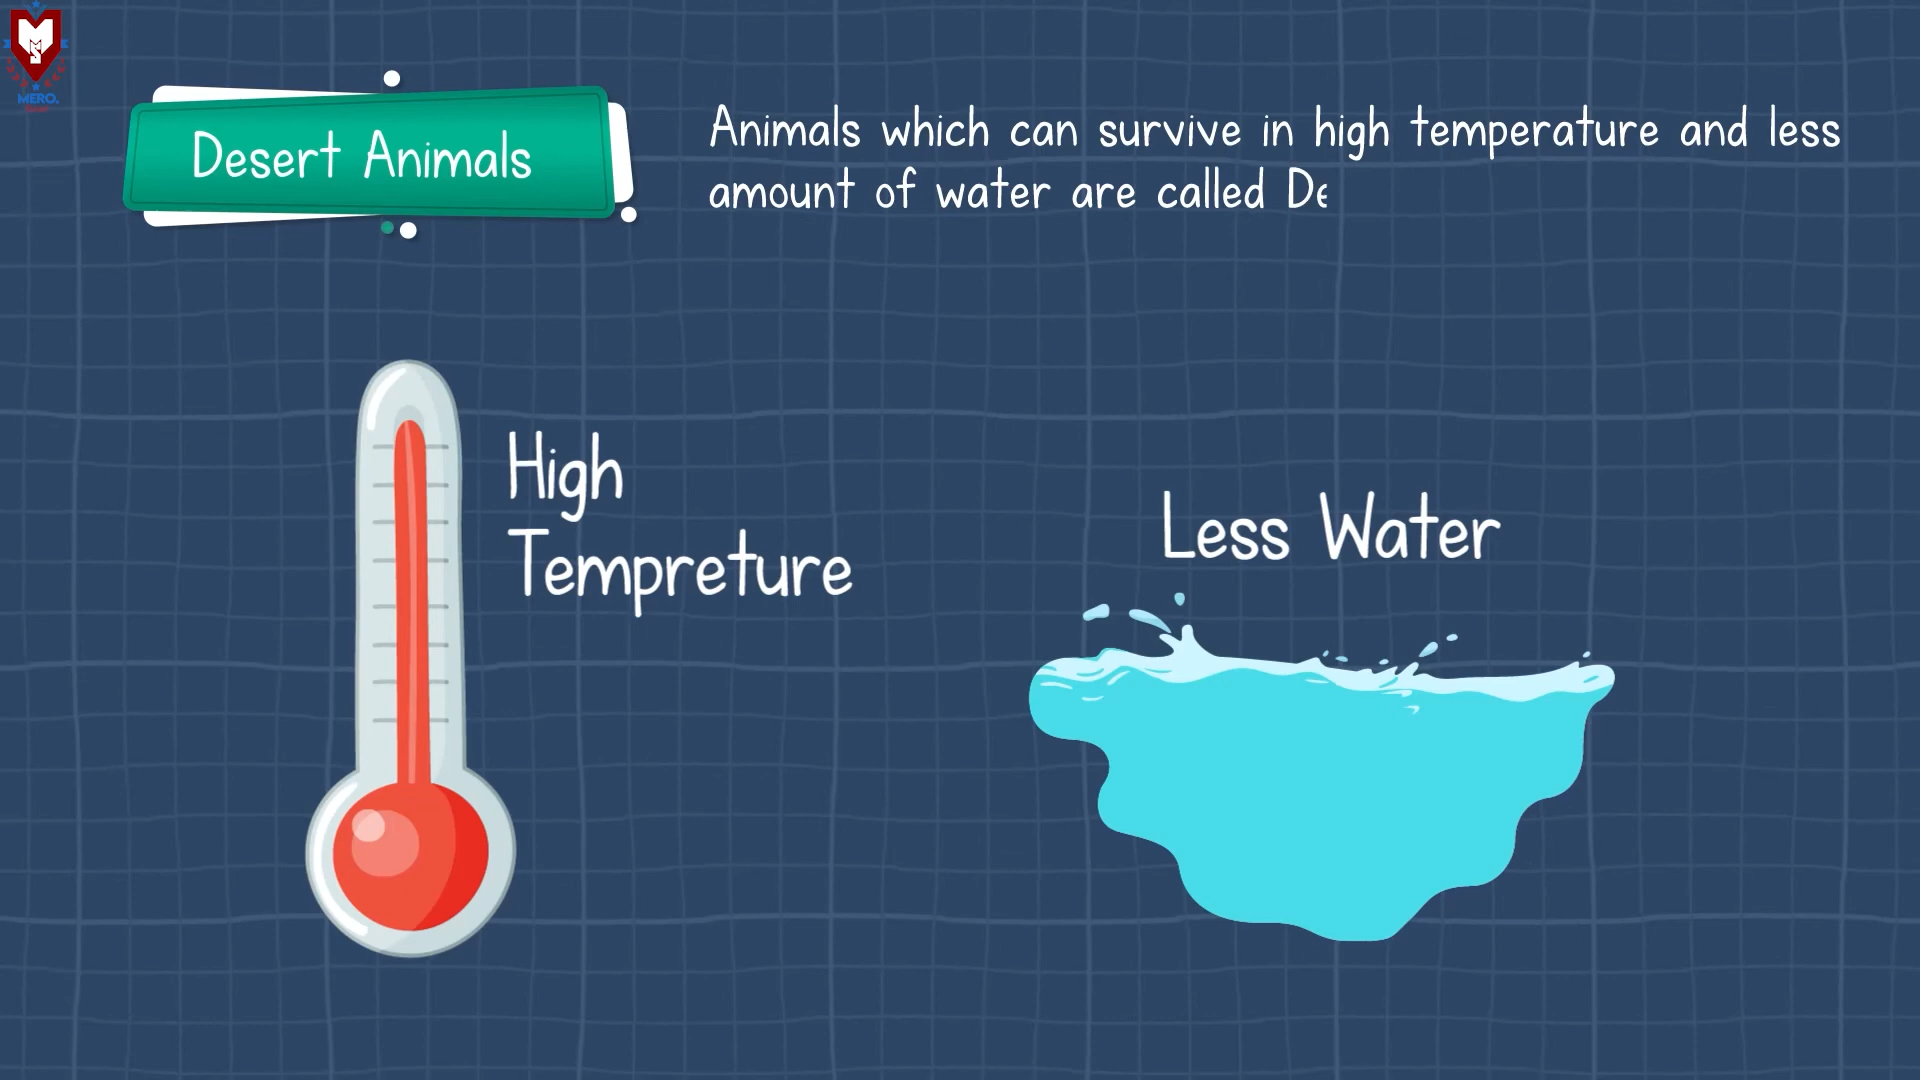 MERO.
Desert Animals
Animals which can survive in high temperature and less
amount of water are called De
High
Tempreture
Less Water